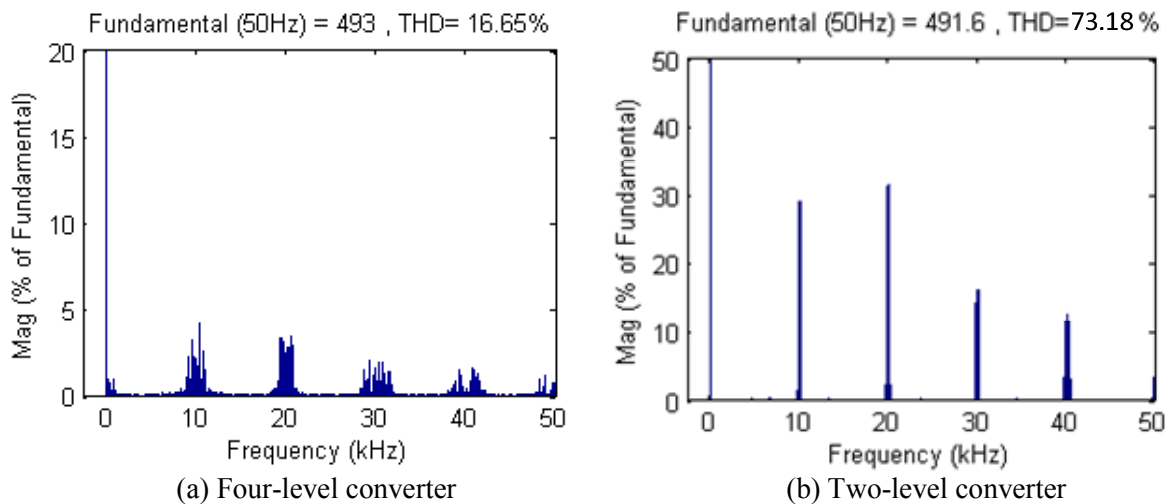 Fundamental (50Hz) = 493 , THD= 16.65%
20
15
10
5
0
Mag (% of Fundamental)
0 10 20 30 40 50
Frequency (kHz)
(a) Four-level converter
Fundamental (50Hz) = 491.6 , THD=73.18 %
50
40
30
20
10
0
Mag (% of Fundamental)
0 10 20 30 40 50
Frequency (kHz)
(b) Two-level converter